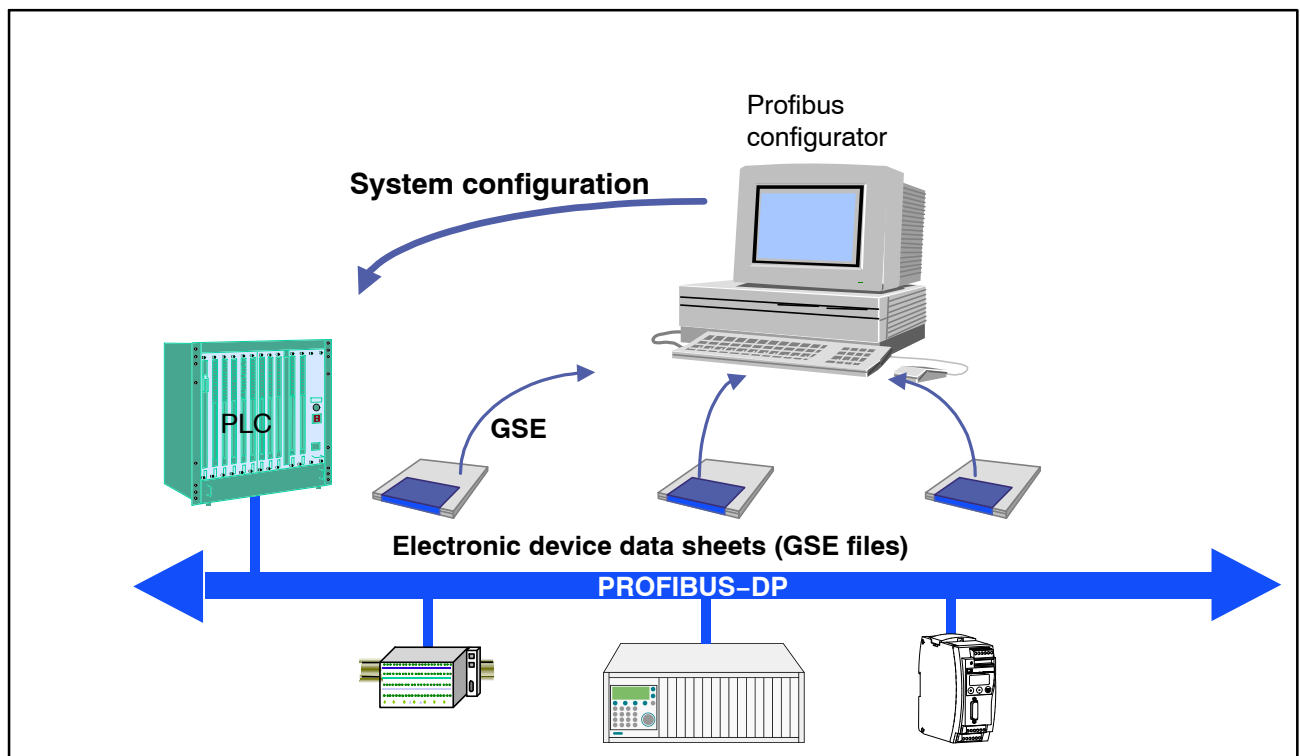 Profibus
configurator
System configuration
PLC
GSE
Electronic device data sheets (GSE files)
PROFIBUS−DP